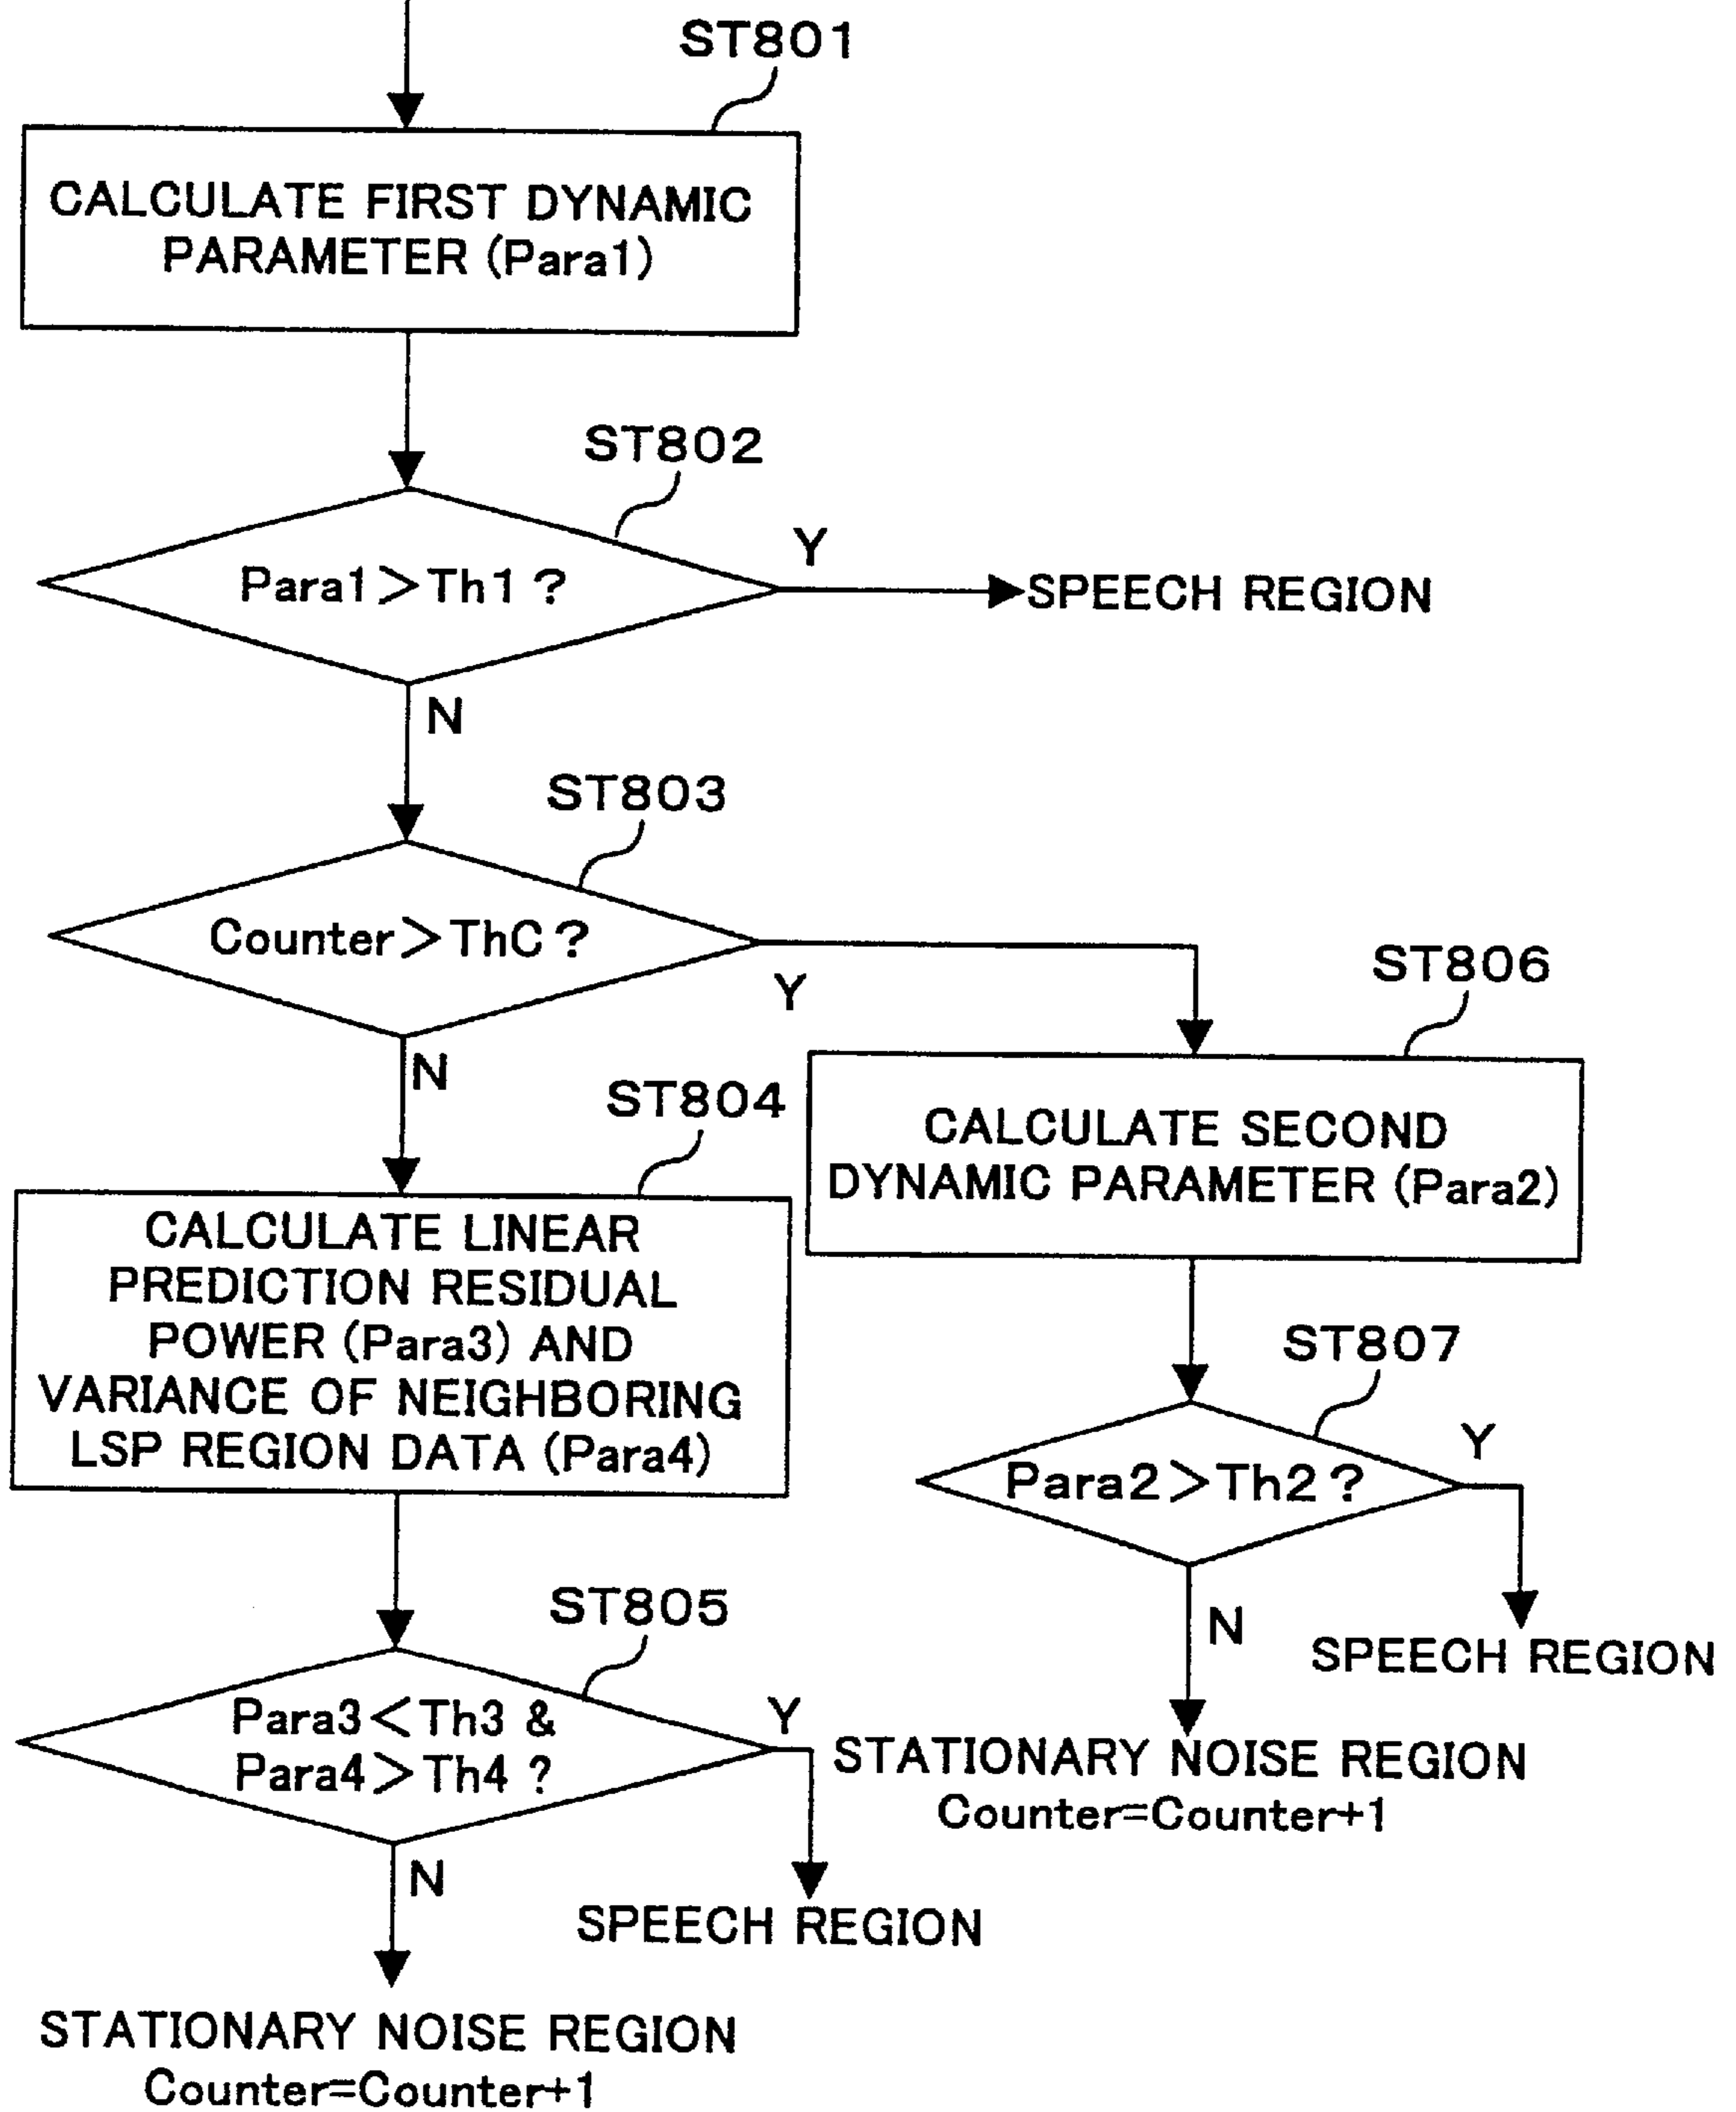 ST801
CALCULATE FIRST DYNAMIC
PARAMETER (Para1)
ST802
Para1>Th1?
Y
SPEECH REGION
N
ST803
Counter>ThC?
Y
N
ST804
CALCULATE LINEAR
PREDICTION RESIDUAL
POWER (Para3) AND
VARIANCE OF NEIGHBORING
LSP REGION DATA (Para4)
ST805
Para3<Th3 &
Para4>Th4?
Y
SPEECH REGION
N
STATIONARY NOISE REGION
Counter=Counter+1
ST806
CALCULATE SECOND
DYNAMIC PARAMETER (Para2)
ST807
Para2>Th2?
Y
SPEECH REGION
N
STATIONARY NOISE REGION
Counter=Counter+1